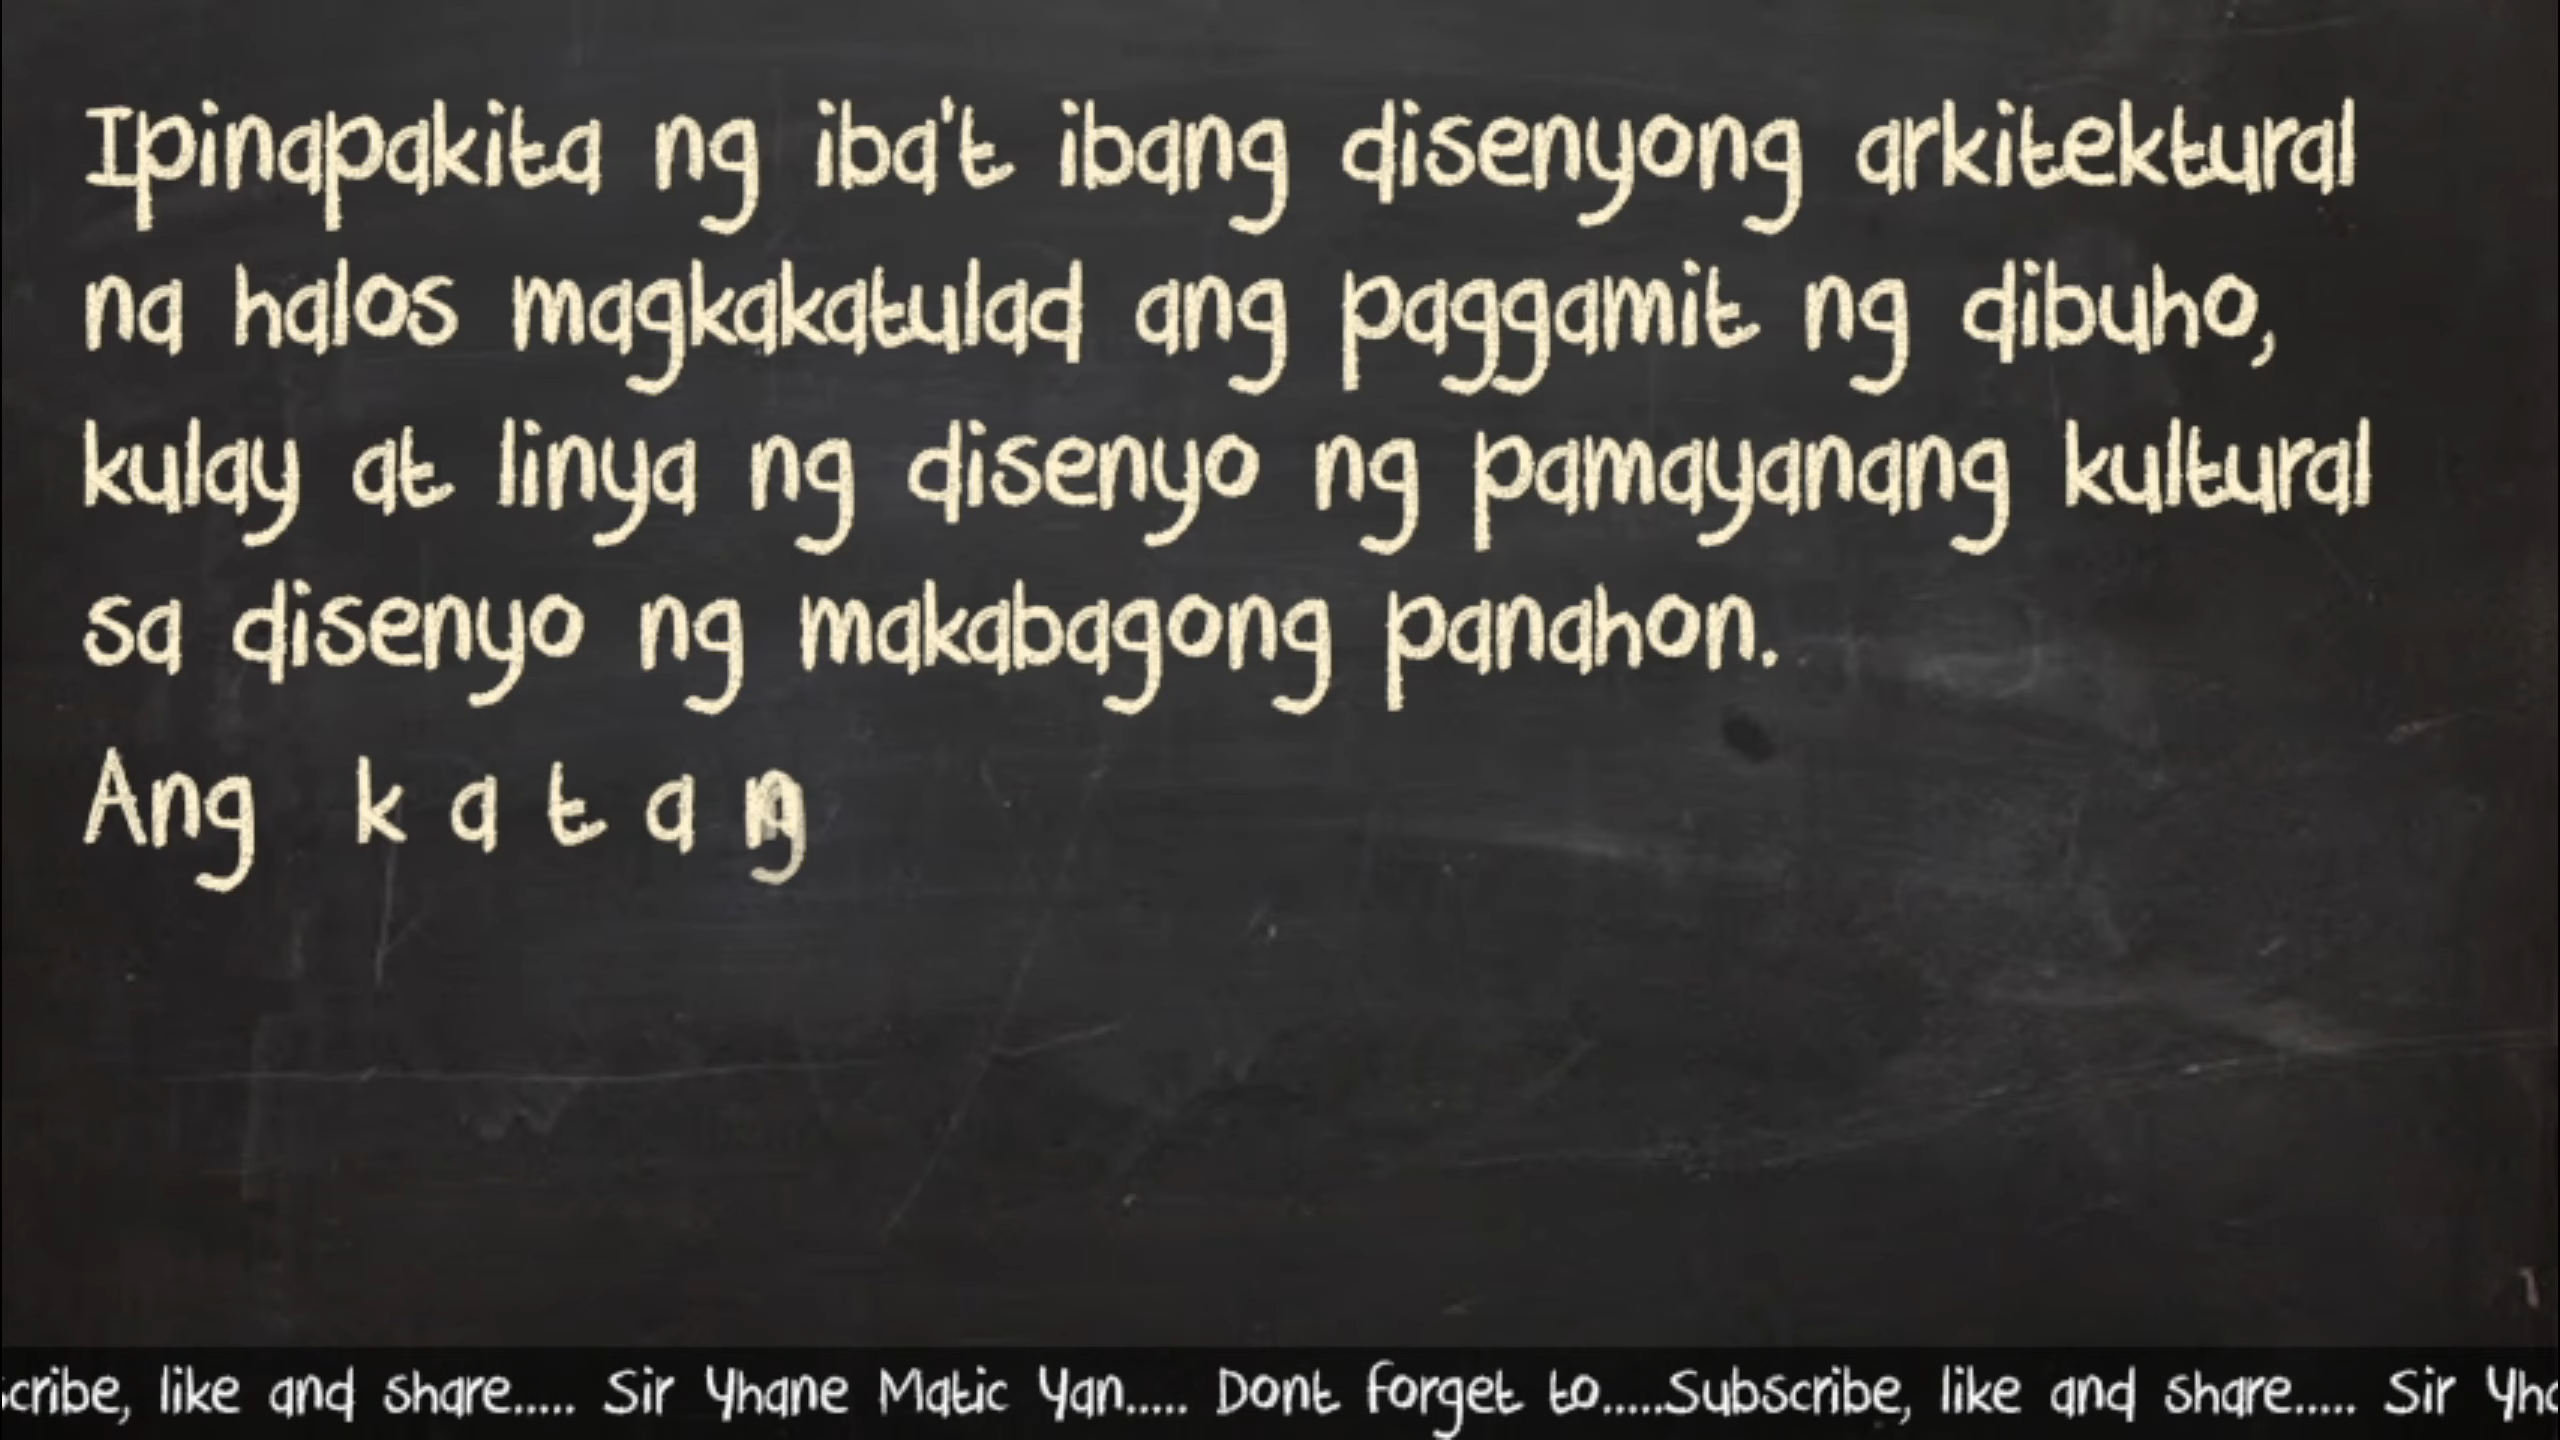 Ipinapakita ng iba't ibang disenyong arkitektural
na halos magkakatulad ang paggamit ng dibuho,
kulay at linya ng disenyo ng pamayanang kultural
sa disenyo ng makabagong panahon.
Ang k a t a
cribe, like and share..... Sir Yhane Matic Yan..... Dont forget to.....Subscribe, like and share..... Sir Yha